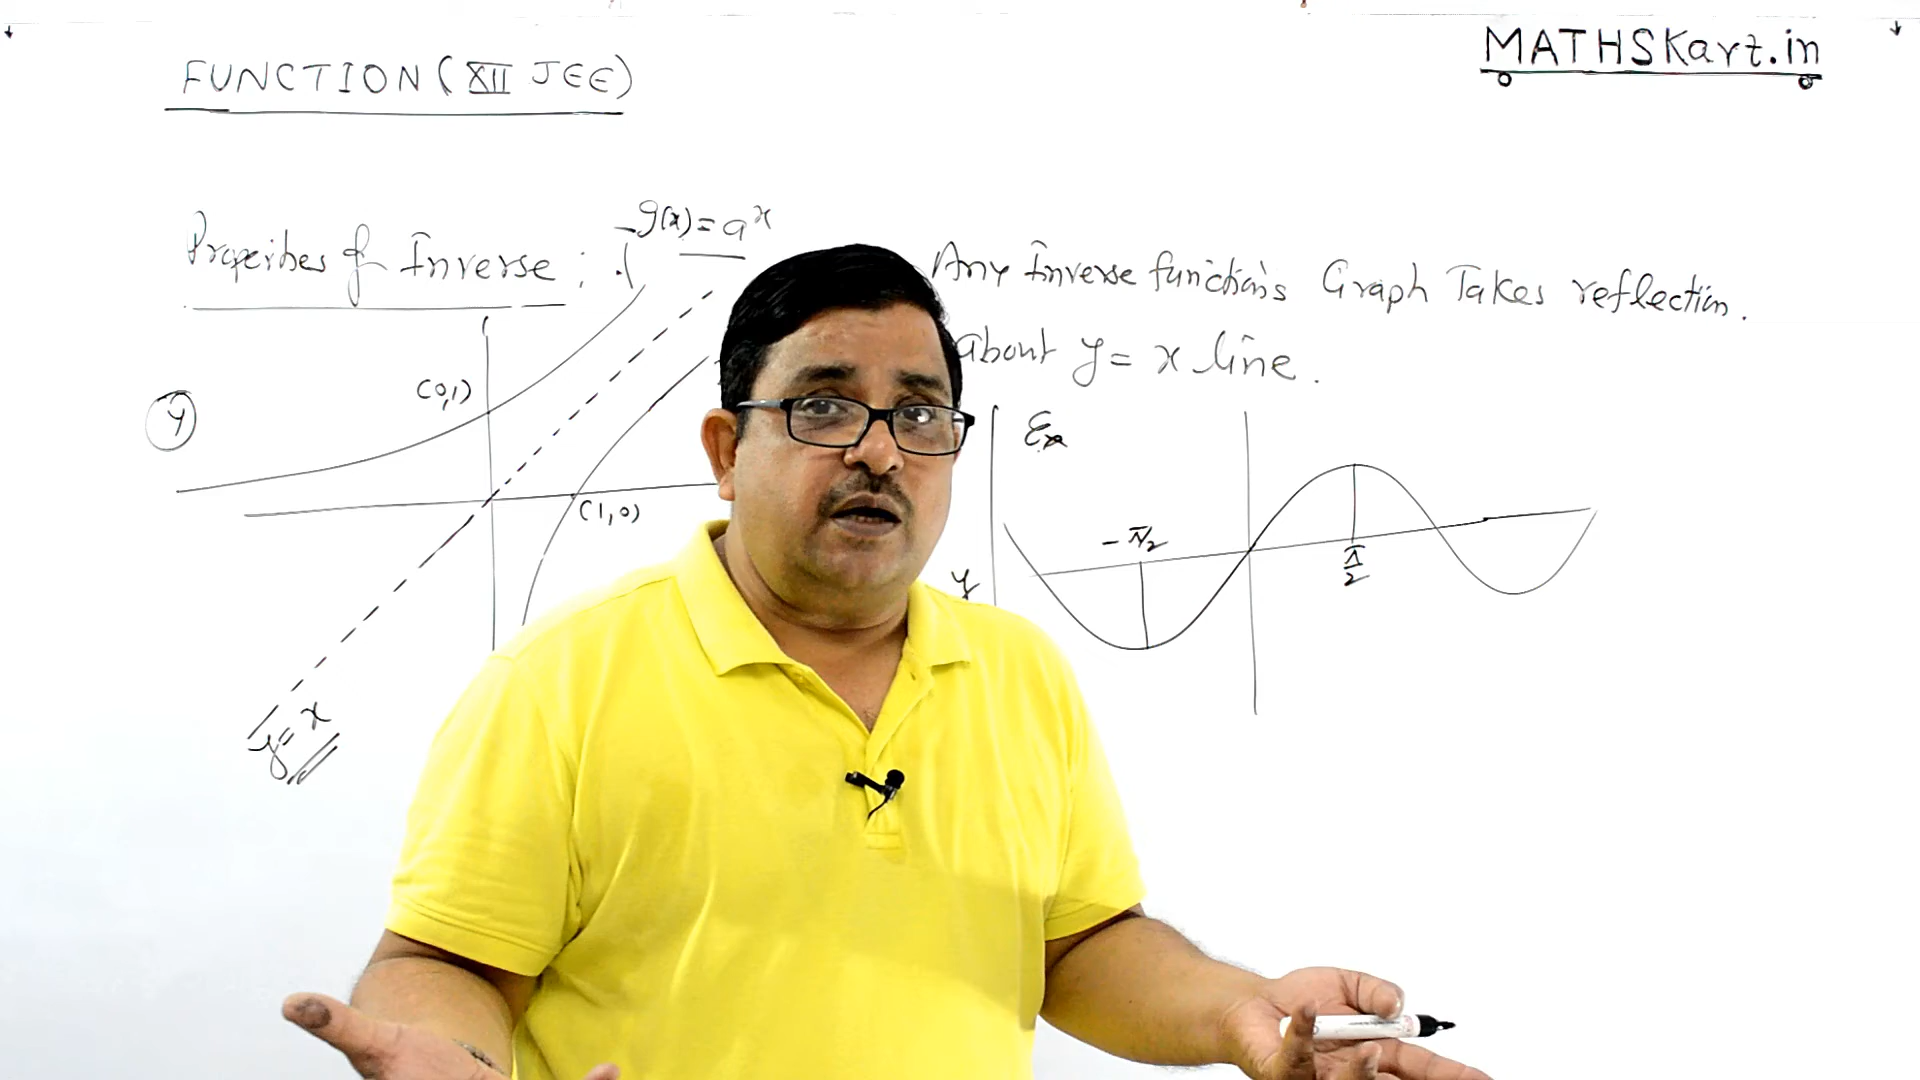 FUNCTION (XII JEE)
MATHSKart.in
Properties of Inverse :
g(x) = a^x
Any Inverse function's Graph Takes reflection.
about y = x line.
(0,1)
4
(1,0)
y = x
Ex
y
- π/2
π/2